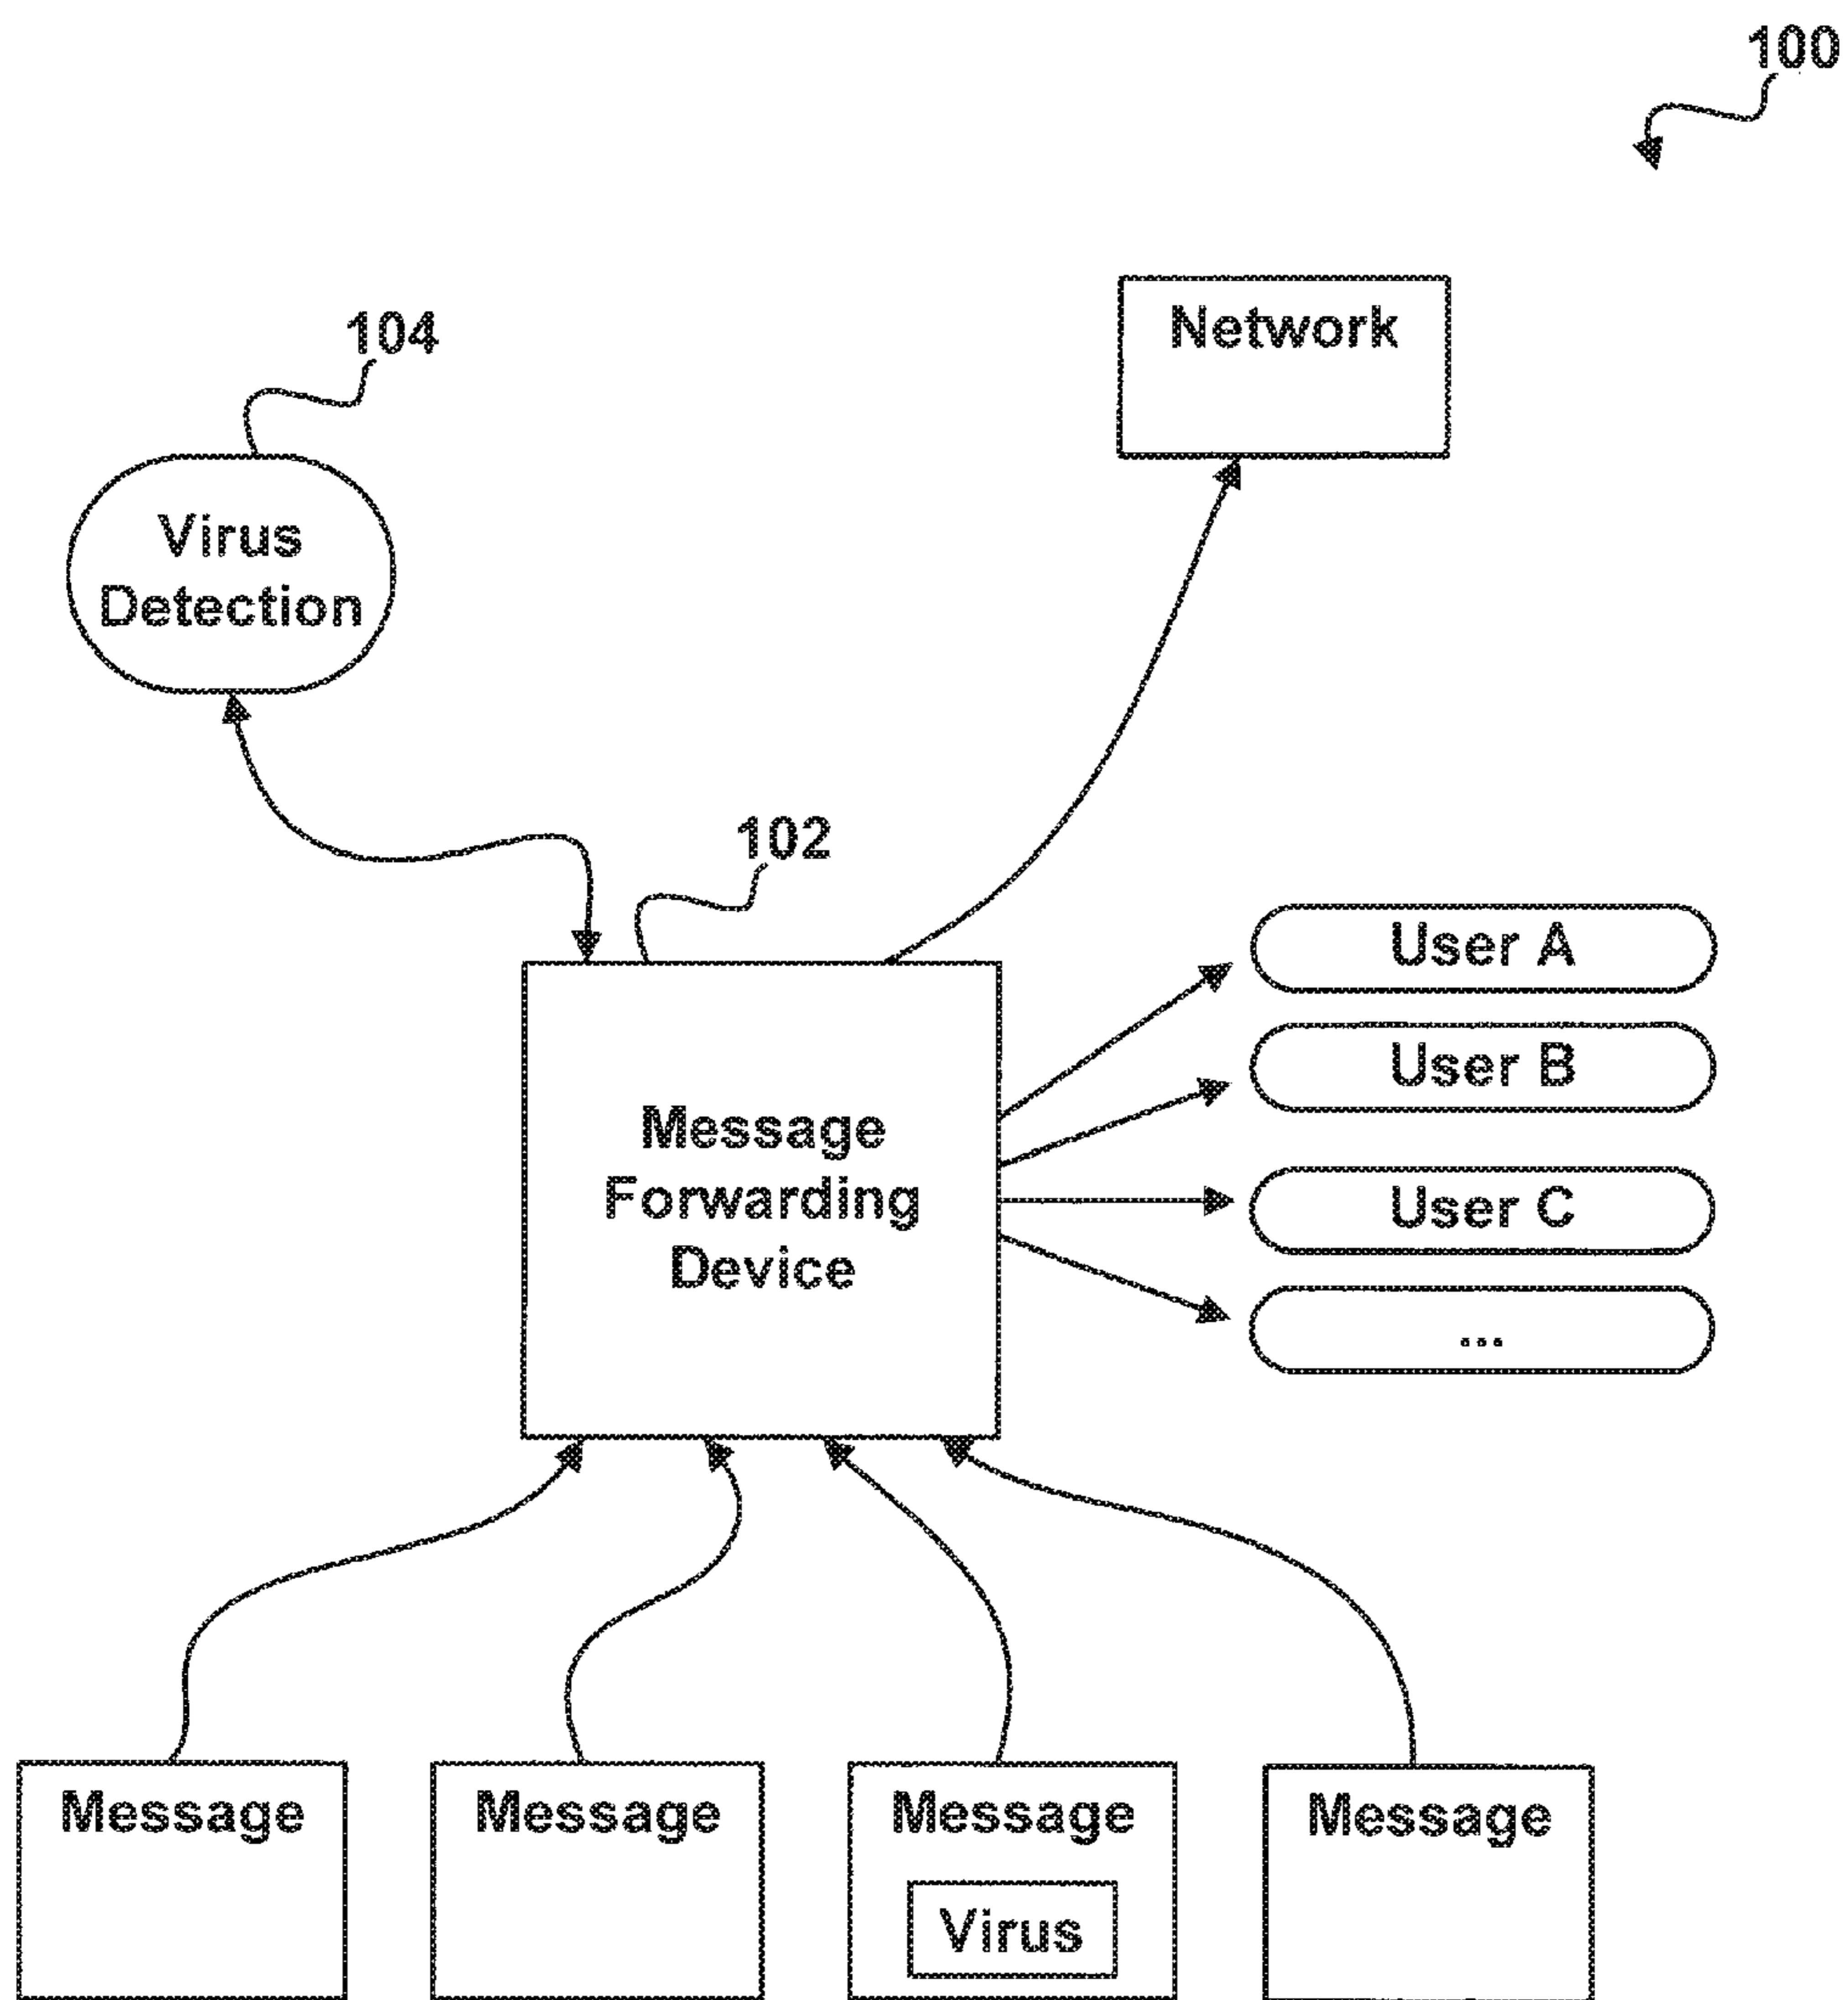 100
Network
104
Virus
Detection
102
User A
User B
Message
Forwarding
Device
User C
...
Message
Message
Message
Message
Virus